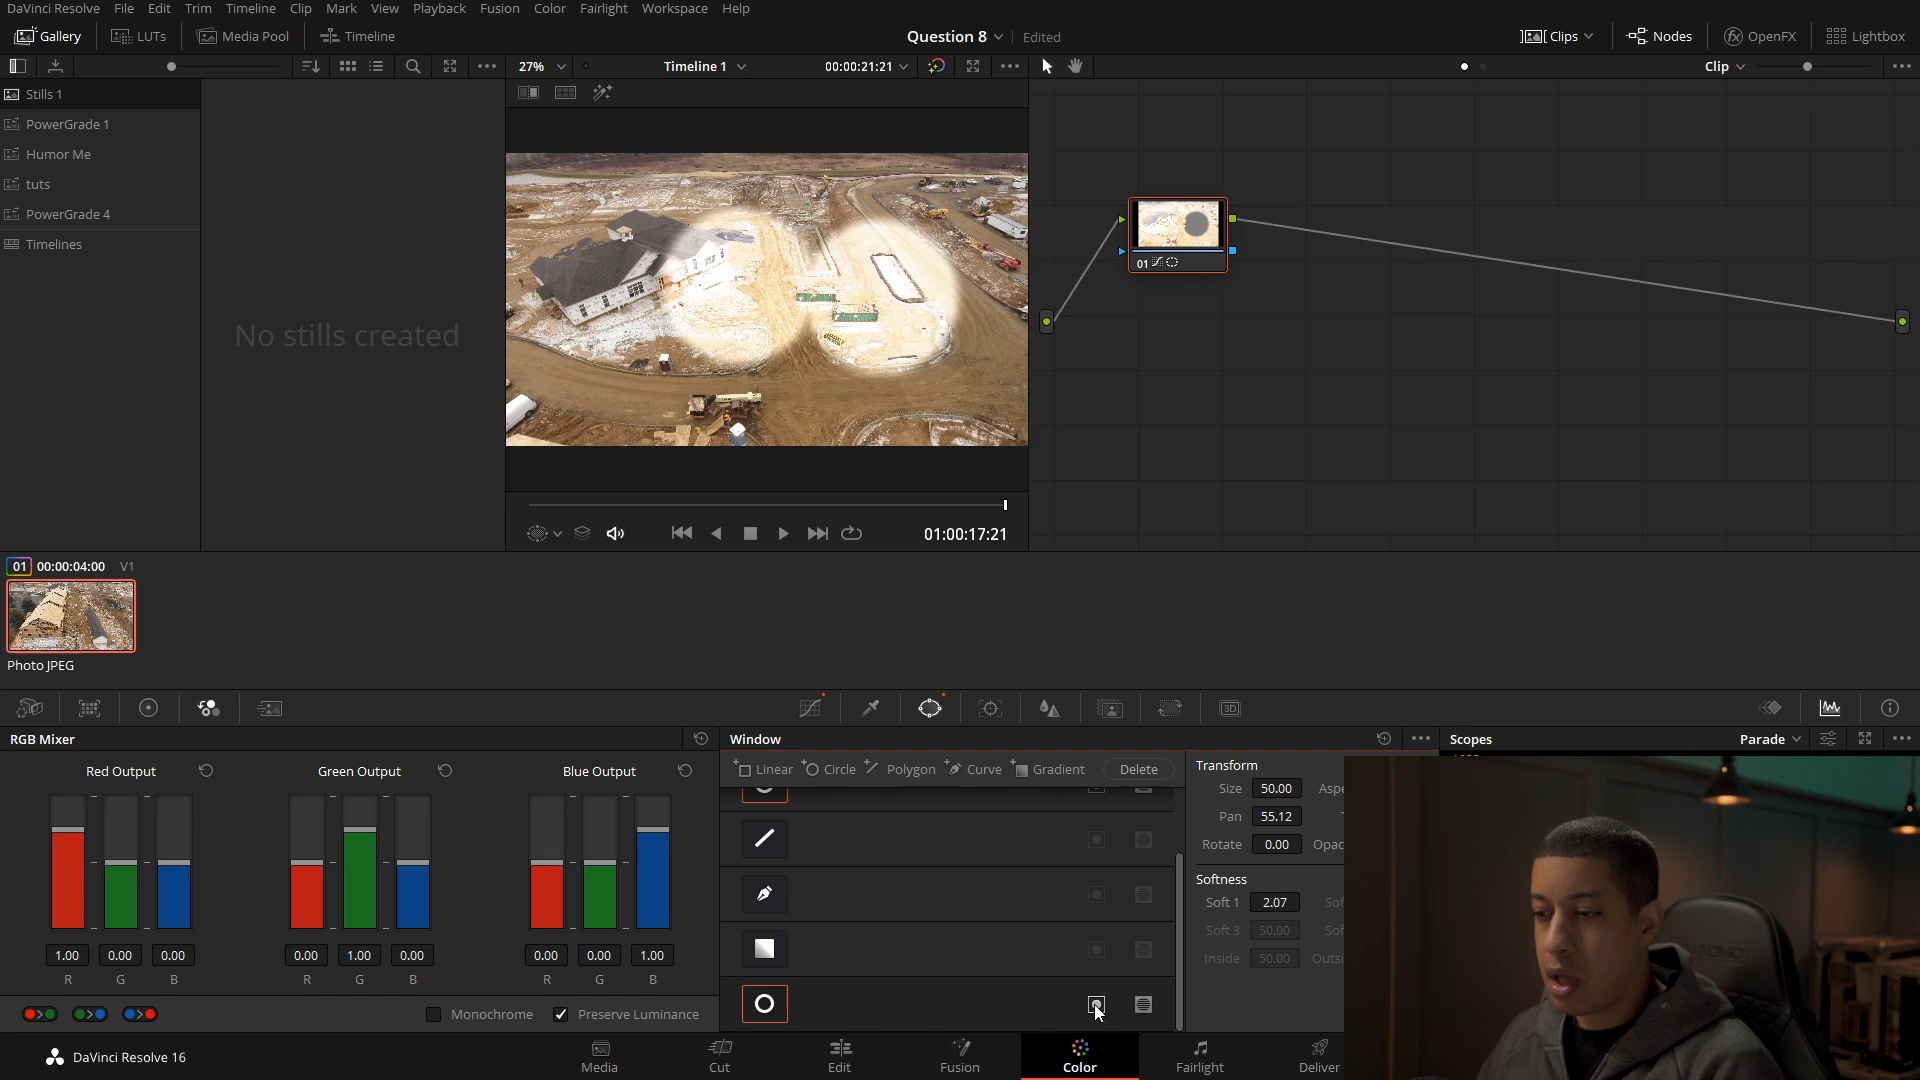 DaVinci Resolve File Edit Trim Timeline Clip Mark View Playback Fusion Color Fairlight Workspace Help
Gallery LUTs Media Pool Timeline Question 8 Edited Clips Nodes OpenFX Lightbox
27% Timeline 1 00:00:21:21 Clip
Stills 1
PowerGrade 1
Humor Me
tuts
PowerGrade 4
Timelines
No stills created
01
01:00:17:21
01 00:00:04:00 V1
Photo JPEG
3D
RGB Mixer Window Scopes Parade
Red Output Green Output Blue Output
Linear Circle Polygon Curve Gradient Delete
Transform
Size 50.00 Aspe
Pan 55.12
Rotate 0.00 Opac
Softness
Soft 1 2.07 Sof
Soft 3 50.00 Sof
Inside 50.00 Outsi
1.00 0.00 0.00 0.00 1.00 0.00 0.00 0.00 1.00
R G B R G B R G B
Monochrome Preserve Luminance
DaVinci Resolve 16 Media Cut Edit Fusion Color Fairlight Deliver